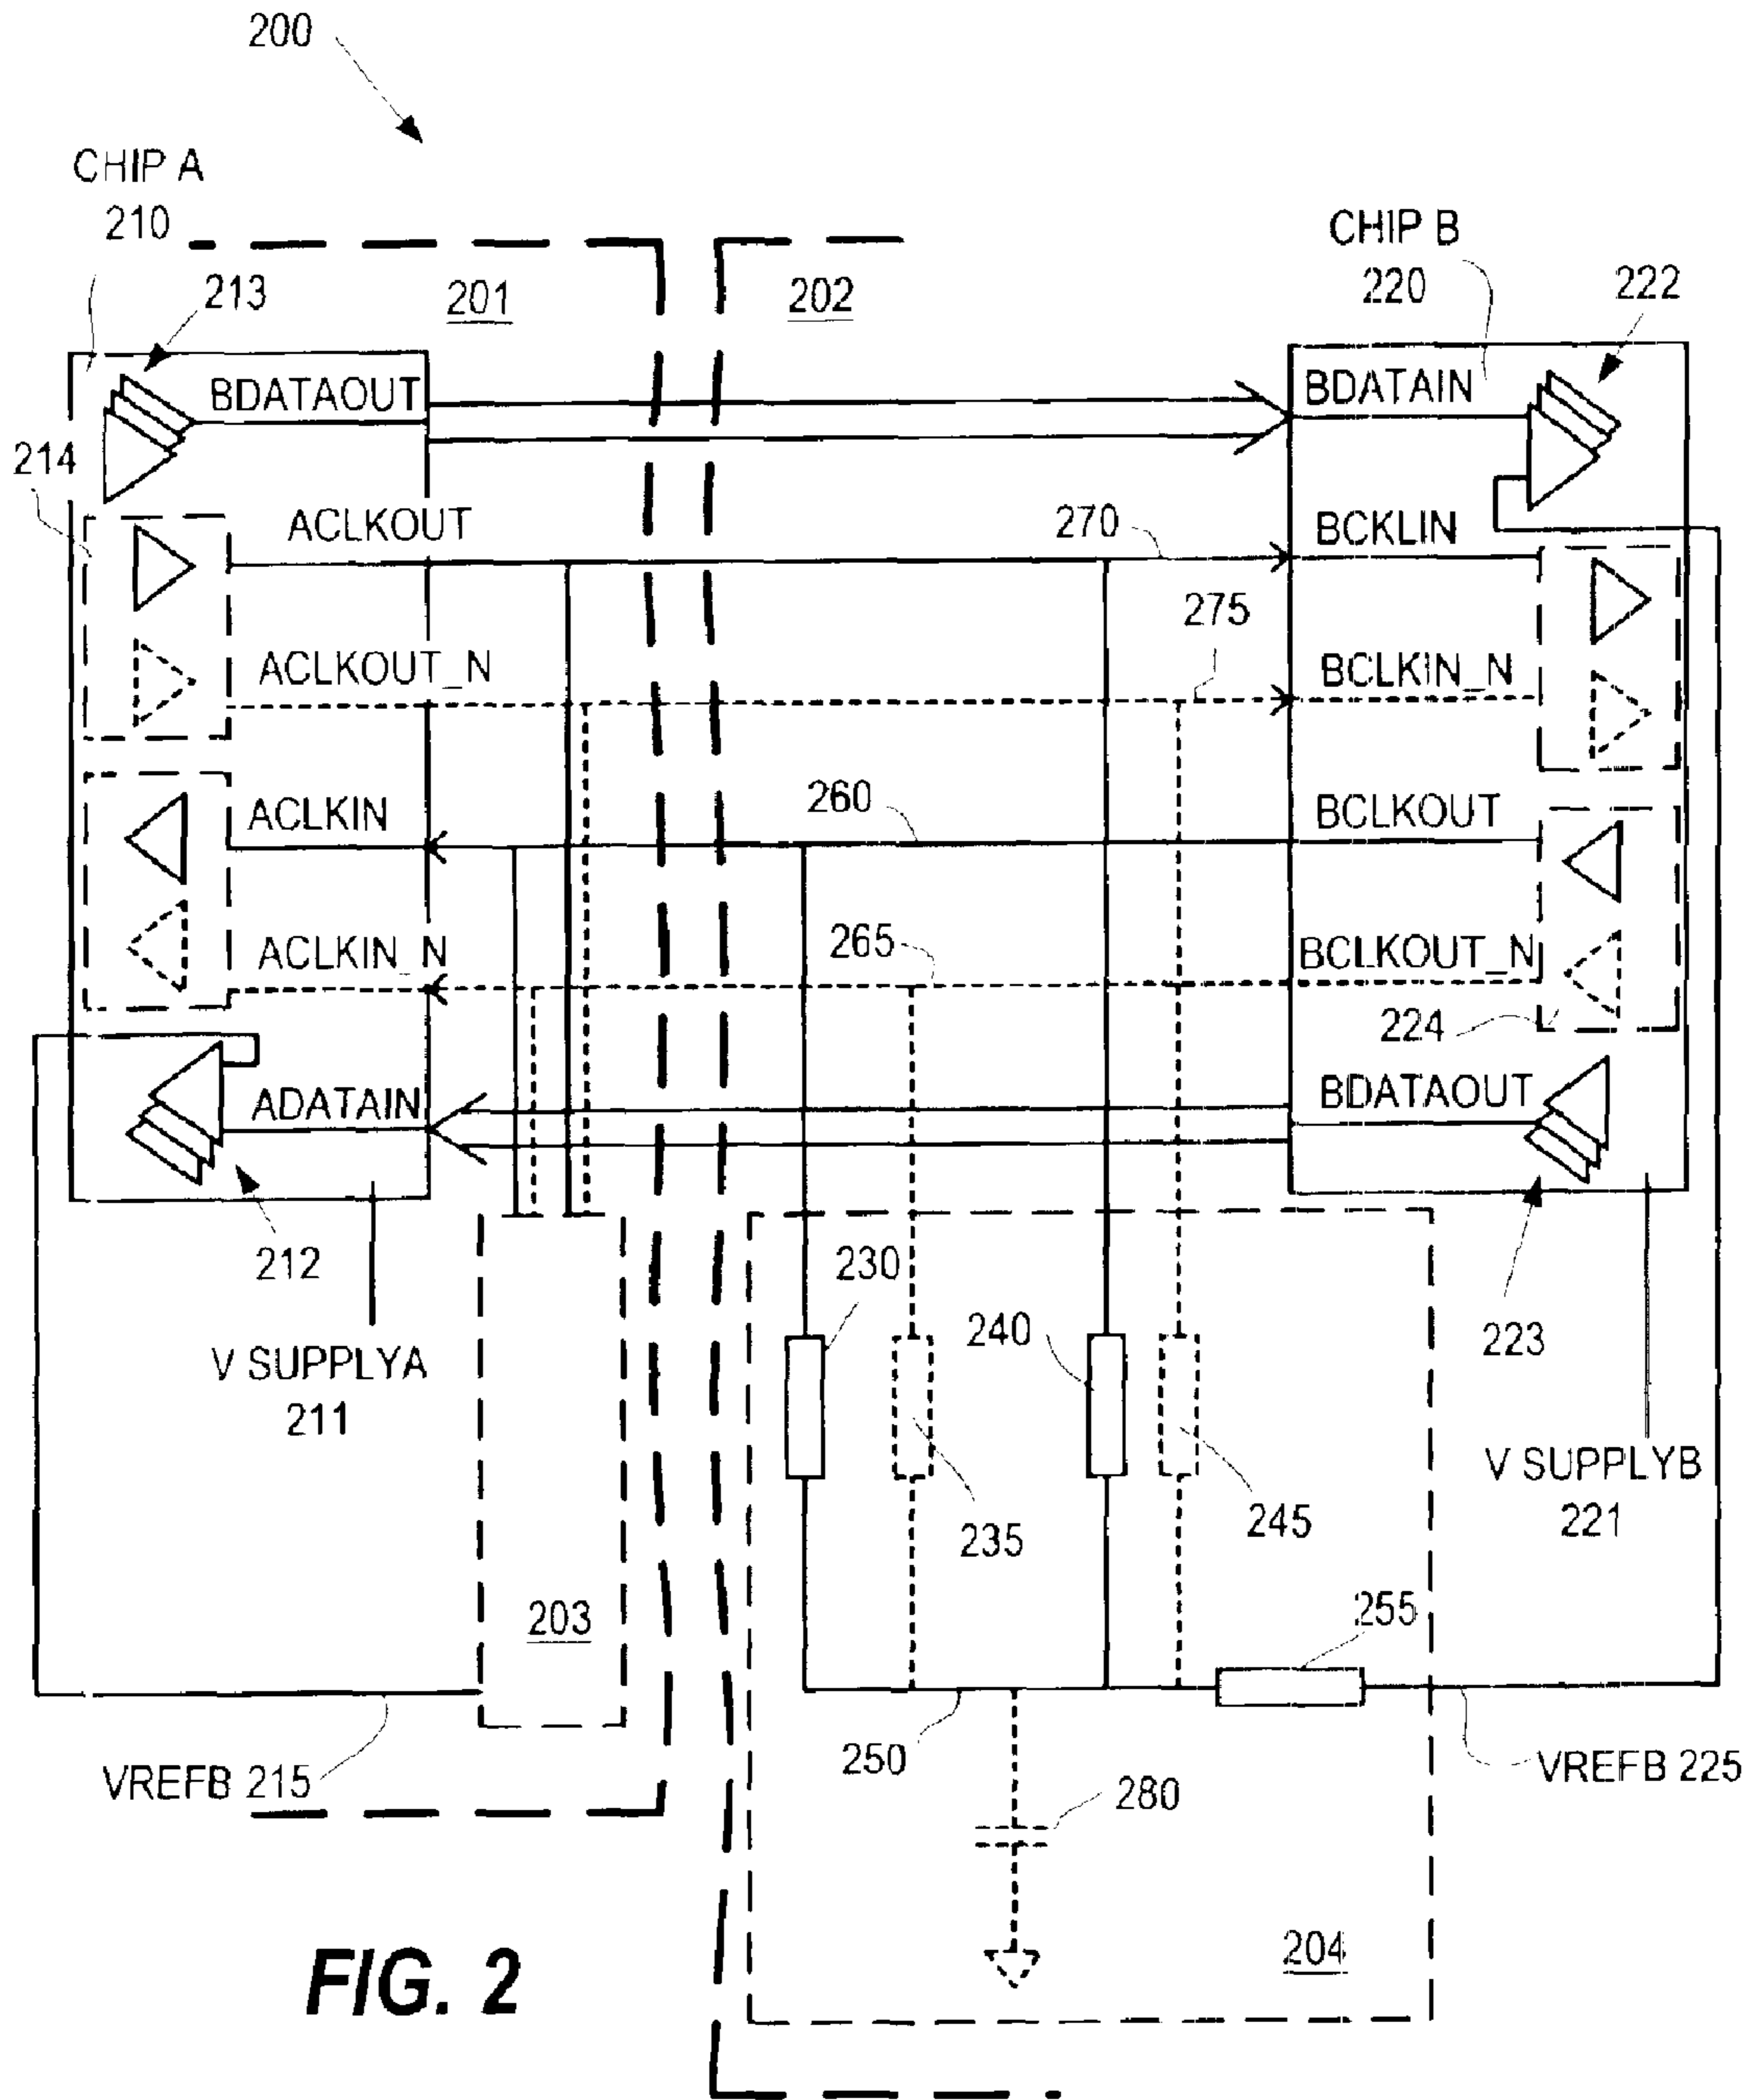 200
CHIP A
210
213
201
202
CHIP B
220
222
BDATAOUT
BDATAIN
214
ACLKOUT
270
BCKLIN
275
ACLKOUT_N
BCLKIN_N
ACLKIN
260
BCLKOUT
ACLKIN_N
265
BCLKOUT_N
224
ADATAIN
BDATAOUT
212
230
240
223
V SUPPLYA
211
235
245
V SUPPLYB
221
203
255
VREFB 215
250
280
VREFB 225
204
FIG. 2